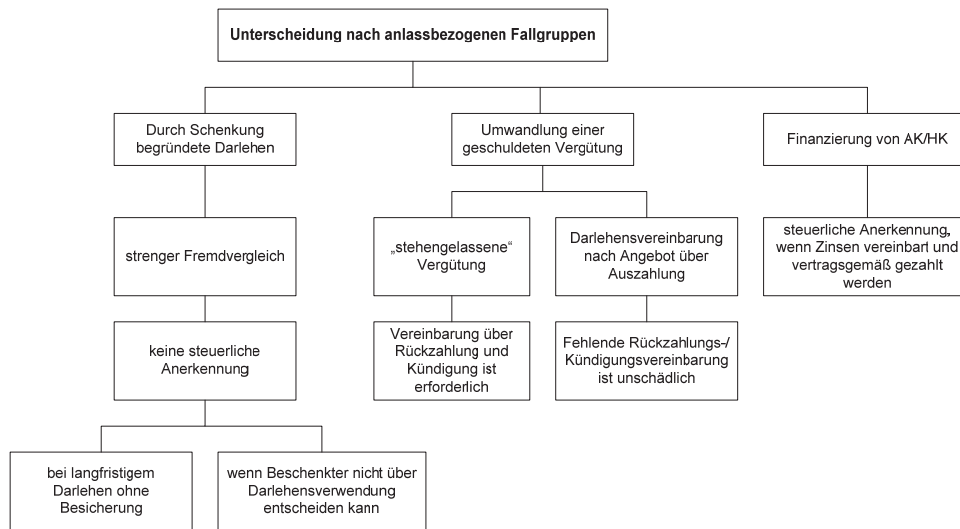 Unterscheidung nach anlassbezogenen Fallgruppen
Durch Schenkung
begründete Darlehen
Umwandlung einer
geschuldeten Vergütung
Finanzierung von AK/HK
strenger Fremdvergleich
„stehengelassene“
Vergütung
Darlehensvereinbarung
nach Angebot über
Auszahlung
steuerliche Anerkennung,
wenn Zinsen vereinbart und
vertragsgemäß gezahlt
werden
keine steuerliche
Anerkennung
Vereinbarung über
Rückzahlung und
Kündigung ist
erforderlich
Fehlende Rückzahlungs-/
Kündigungsvereinbarung
ist unschädlich
bei langfristigem
Darlehen ohne
Besicherung
wenn Beschenkter nicht über
Darlehensverwendung
entscheiden kann